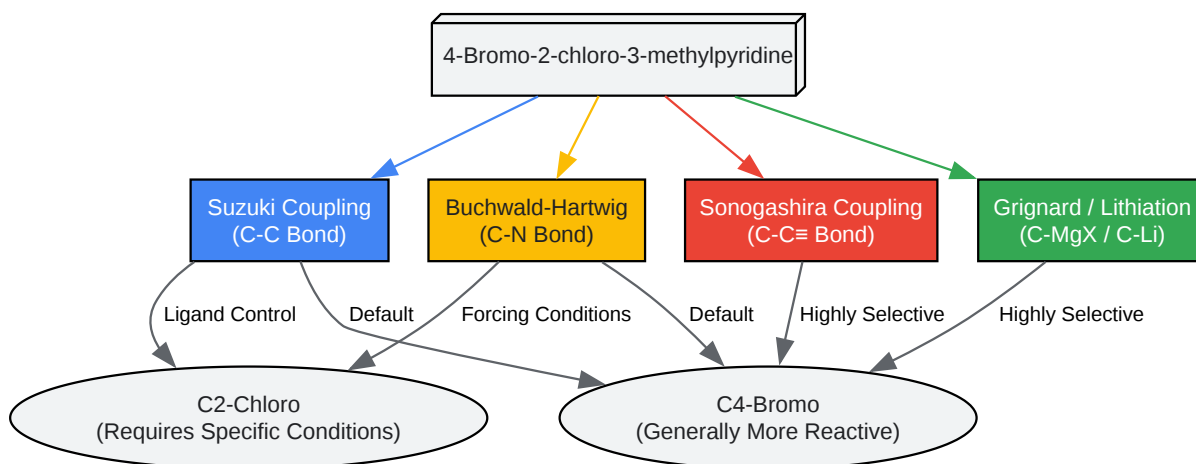 4-Bromo-2-chloro-3-methylpyridine
Suzuki Coupling
(C-C Bond)
Buchwald-Hartwig
(C-N Bond)
Sonogashira Coupling
(C-C≡ Bond)
Grignard / Lithiation
(C-MgX / C-Li)
Ligand Control
Default
Forcing Conditions
Default
Highly Selective
Highly Selective
C2-Chloro
(Requires Specific Conditions)
C4-Bromo
(Generally More Reactive)